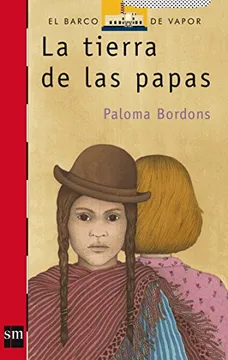 EL BARCO DE VAPOR
La tierra
de las papas
Paloma Bordons
sm